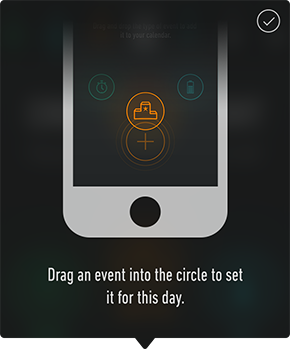 it to your calendar.
Drag an event into the circle to set
it for this day.